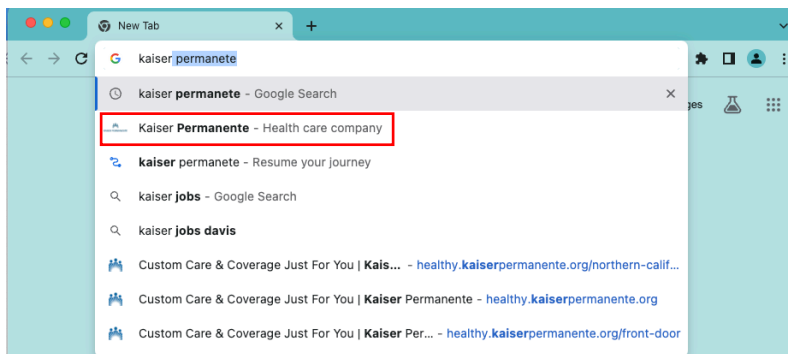 New Tab
kaiser permanete
kaiser permanete - Google Search
ges
Kaiser Permanente - Health care company
kaiser permanete - Resume your journey
kaiser jobs - Google Search
kaiser jobs davis
Custom Care & Coverage Just For You | Kais... - healthy.kaiserpermanente.org/northern-calif...
Custom Care & Coverage Just For You | Kaiser Permanente - healthy.kaiserpermanente.org
Custom Care & Coverage Just For You | Kaiser Per... - healthy.kaiserpermanente.org/front-door